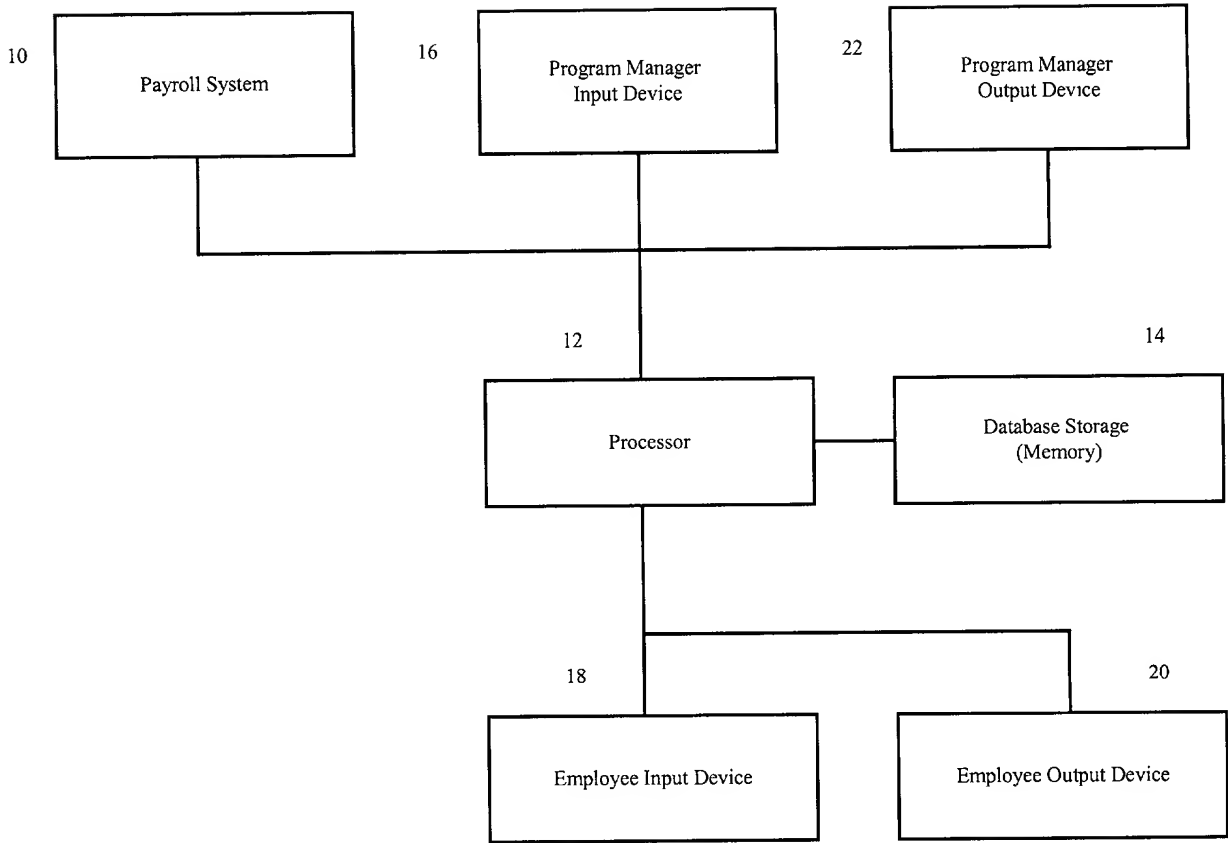 10
Payroll System
16
Program Manager
Input Device
22
Program Manager
Output Device
12
Processor
14
Database Storage
(Memory)
18
Employee Input Device
20
Employee Output Device